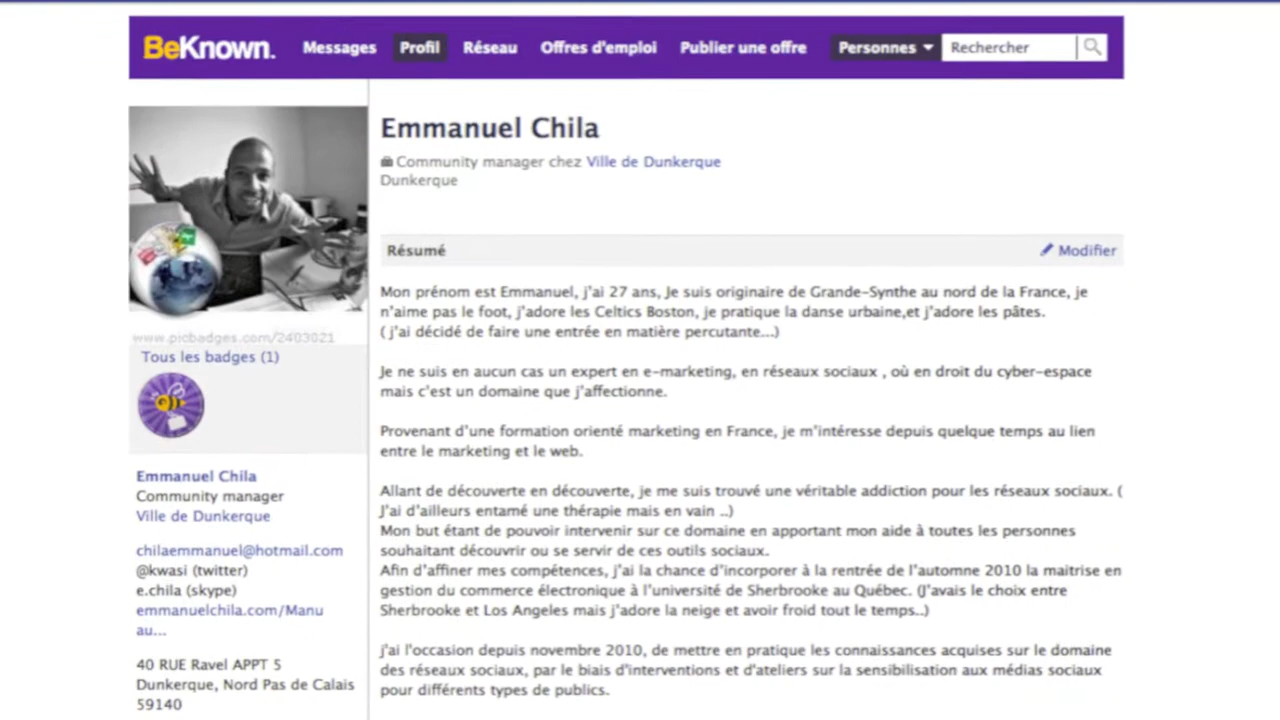 BeKnown. Messages Profil Réseau Offres d'emploi Publier une offre Personnes Rechercher
Emmanuel Chila
Community manager chez Ville de Dunkerque
Dunkerque
Résumé Modifier
Mon prénom est Emmanuel, j'ai 27 ans, Je suis originaire de Grande-Synthe au nord de la France, je
n'aime pas le foot, j'adore les Celtics Boston, je pratique la danse urbaine,et j'adore les pâtes.
( j'ai décidé de faire une entrée en matière percutante...)
Je ne suis en aucun cas un expert en e-marketing, en réseaux sociaux , où en droit du cyber-espace
mais c'est un domaine que j'affectionne.
Provenant d'une formation orienté marketing en France, je m'intéresse depuis quelque temps au lien
entre le marketing et le web.
Allant de découverte en découverte, je me suis trouvé une véritable addiction pour les réseaux sociaux. (
J'ai d'ailleurs entamé une thérapie mais en vain ..)
Mon but étant de pouvoir intervenir sur ce domaine en apportant mon aide à toutes les personnes
souhaitant découvrir ou se servir de ces outils sociaux.
Afin d'affiner mes compétences, j'ai la chance d'incorporer à la rentrée de l'automne 2010 la maitrise en
gestion du commerce électronique à l'université de Sherbrooke au Québec. (J'avais le choix entre
Sherbrooke et Los Angeles mais j'adore la neige et avoir froid tout le temps..)
j'ai l'occasion depuis novembre 2010, de mettre en pratique les connaissances acquises sur le domaine
des réseaux sociaux, par le biais d'interventions et d'ateliers sur la sensibilisation aux médias sociaux
pour différents types de publics.
www.picbadges.com/2403021
Tous les badges (1)
Emmanuel Chila
Community manager
Ville de Dunkerque
chilaemmanuel@hotmail.com
@kwasi (twitter)
e.chila (skype)
emmanuelchila.com/Manu
au...
40 RUE Ravel APPT 5
Dunkerque, Nord Pas de Calais
59140